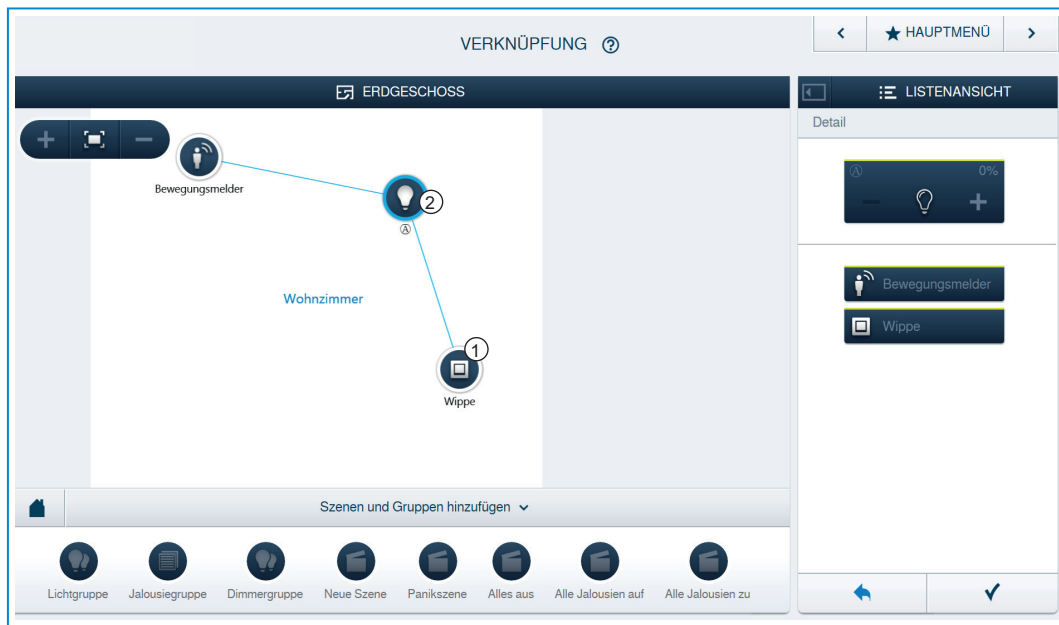 VERKNÜPFUNG ?
HAUPTMENÜ
ERDGESCHOSS
LISTENANSICHT
Detail
Bewegungsmelder
2
A
Wohnzimmer
1
Wippe
A 0%
Bewegungsmelder
Wippe
Szenen und Gruppen hinzufügen
Lichtgruppe Jalousiegruppe Dimmergruppe Neue Szene Panikszene Alles aus Alle Jalousien auf Alle Jalousien zu